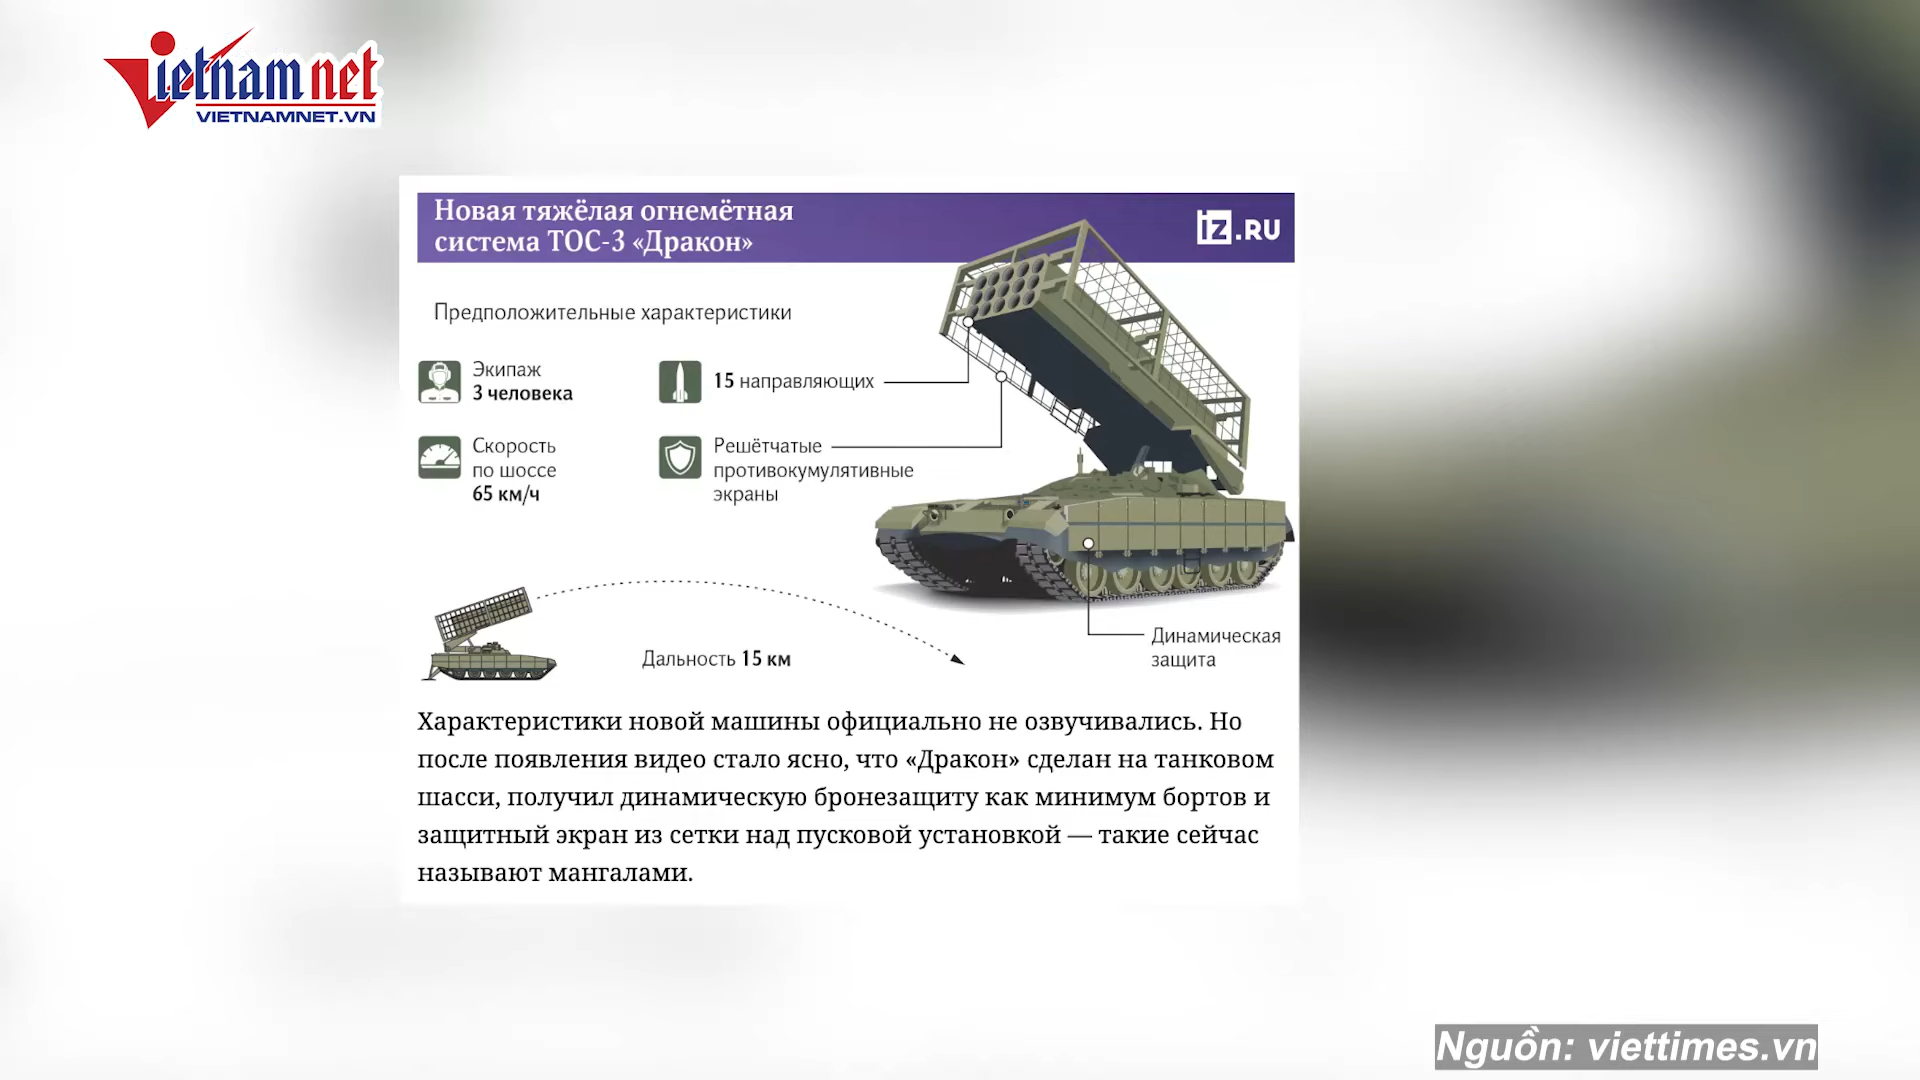 Vietnamnet
VIETNAMNET.VN
Новая тяжёлая огнемётная
система ТОС-3 «Дракон»
iz.RU
Предположительные характеристики
Экипаж
3 человека
15 направляющих
Скорость
по шоссе
65 км/ч
Решётчатые
противокумулятивные
экраны
Дальность 15 км
Динамическая
защита
Характеристики новой машины официально не озвучивались. Но
после появления видео стало ясно, что «Дракон» сделан на танковом
шасси, получил динамическую бронезащиту как минимум бортов и
защитный экран из сетки над пусковой установкой — такие сейчас
называют мангалами.
Nguồn: viettimes.vn